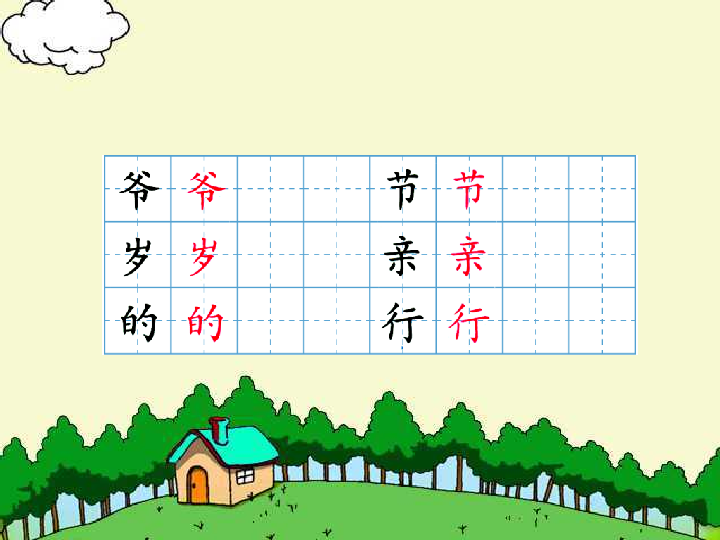 爷 爷 节 节
岁 岁 亲 亲
的 的 行 行